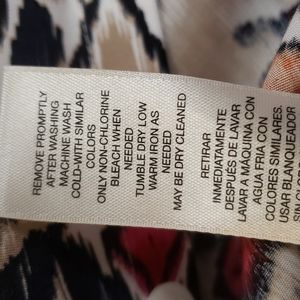 REMOVE PROMPTLY
AFTER WASHING
MACHINE WASH
COLD-WITH SIMILAR
COLORS
ONLY NON-CHLORINE
BLEACH WHEN
NEEDED
TUMBLE DRY LOW
WARM IRON AS
NEEDED
MAY BE DRY CLEANED
RETIRAR
INMEDIATAMENTE
DESPUÉS DE LAVAR
LAVAR A MÁQUINA EN
AGUA FRIA CON
COLORES SIMILARES.
USAR BLANQUEADOR